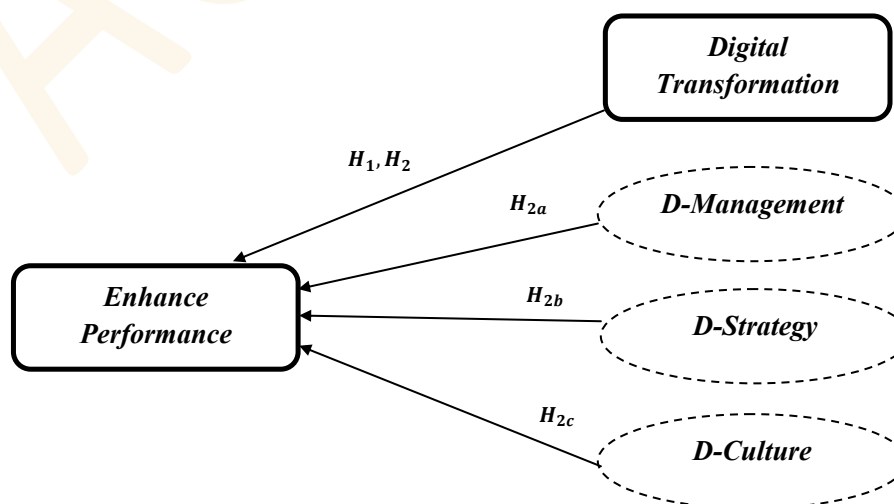 Digital
Transformation
H₁, H₂
D-Management
H₂ₐ
Enhance
Performance
H₂b
D-Strategy
H₂c
D-Culture